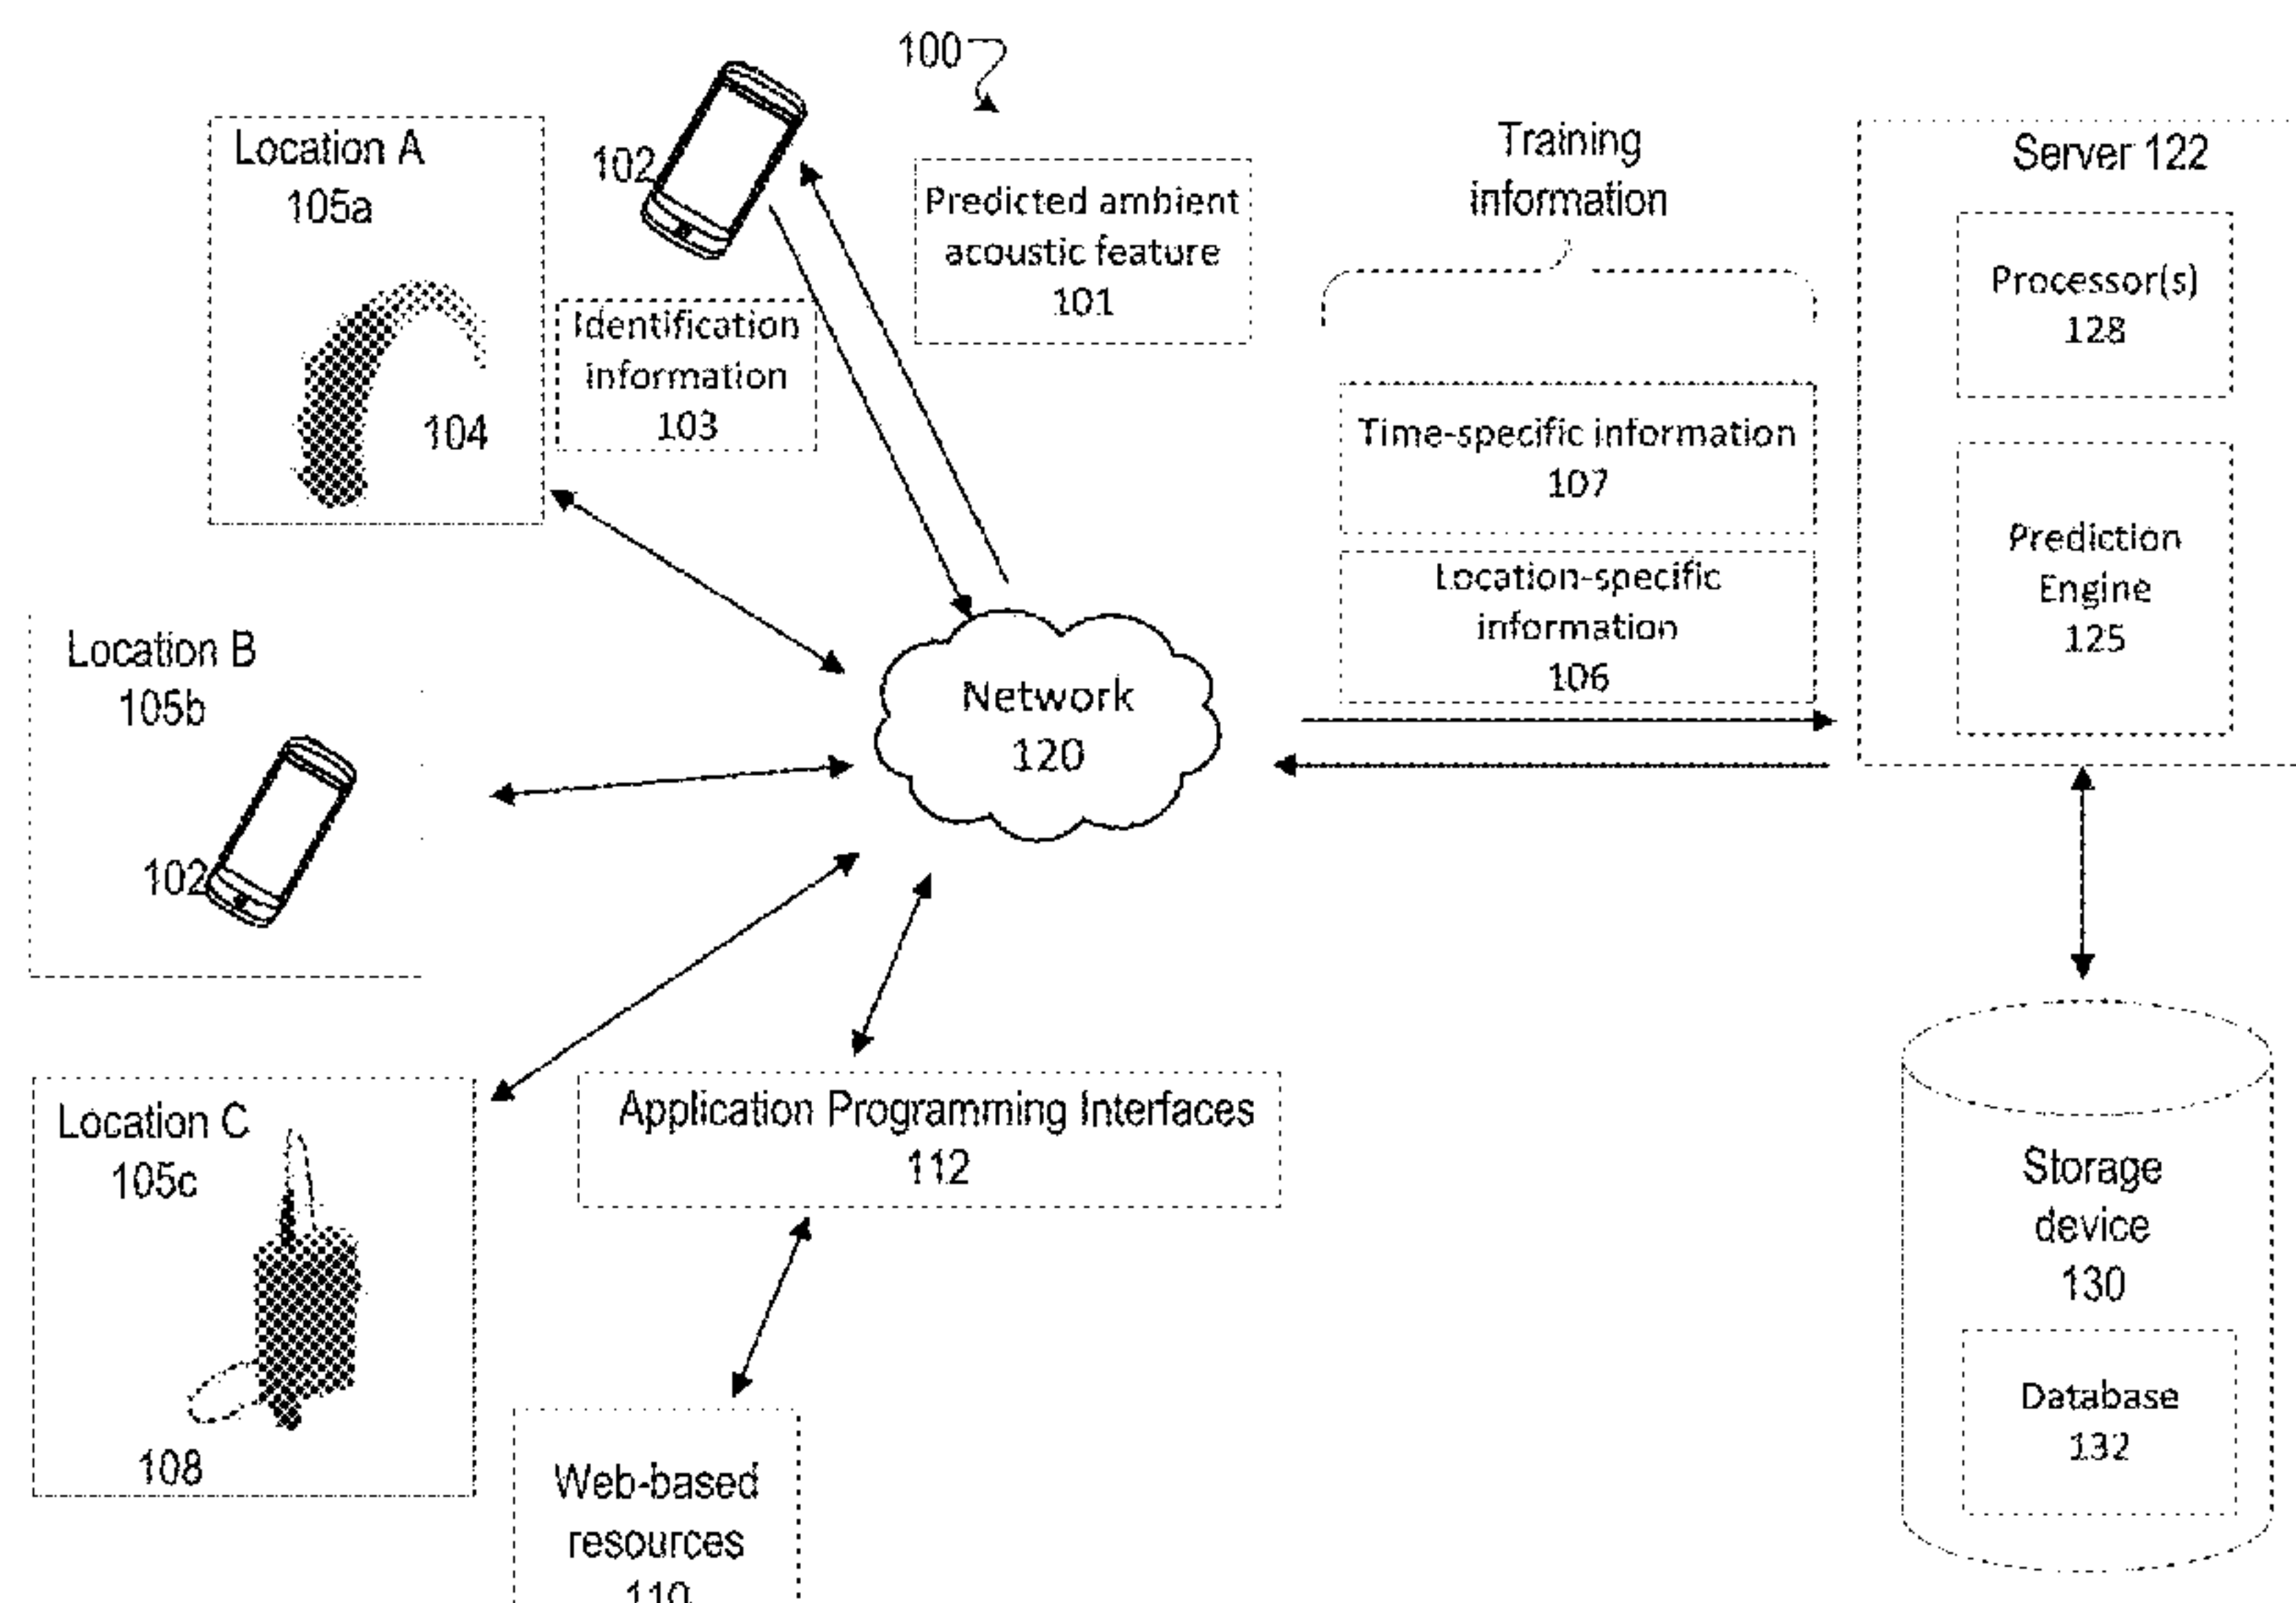 100
Location A
105a
104
102
Identification
information
103
Predicted ambient
acoustic feature
101
Training
information
Time-specific information
107
Location-specific
information
106
Server 122
Processor(s)
128
Prediction
Engine
125
Location B
105b
102
Network
120
Location C
105c
108
Application Programming Interfaces
112
Web-based
resources
110
Storage
device
130
Database
132